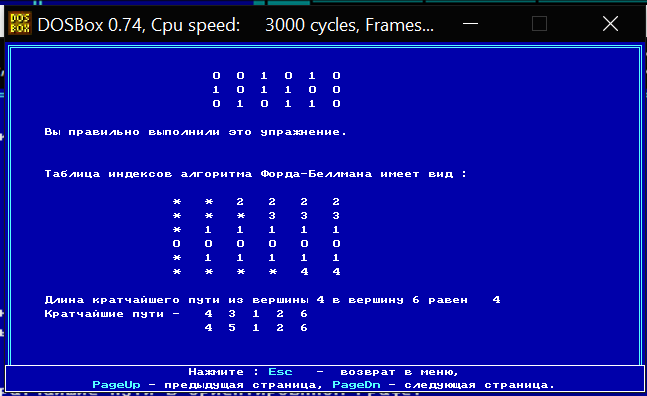 DOS BOX DOSBox 0.74, Cpu speed: 3000 cycles, Frames...
0 0 1 0 1 0
1 0 1 1 0 0
0 1 0 1 1 0
Вы правильно выполнили это упражнение.
Таблица индексов алгоритма Форда-Беллмана имеет вид :
* * 2 2 2 2
* * * 3 3 3
* 1 1 1 1 1
0 0 0 0 0 0
* 1 1 1 1 1
* * * * 4 4
Длина кратчайшего пути из вершины 4 в вершину 6 равен 4
Кратчайшие пути - 4 3 1 2 6
4 5 1 2 6
Нажмите : Esc - возврат в меню,
PageUp - предыдущая страница, PageDn - следующая страница.